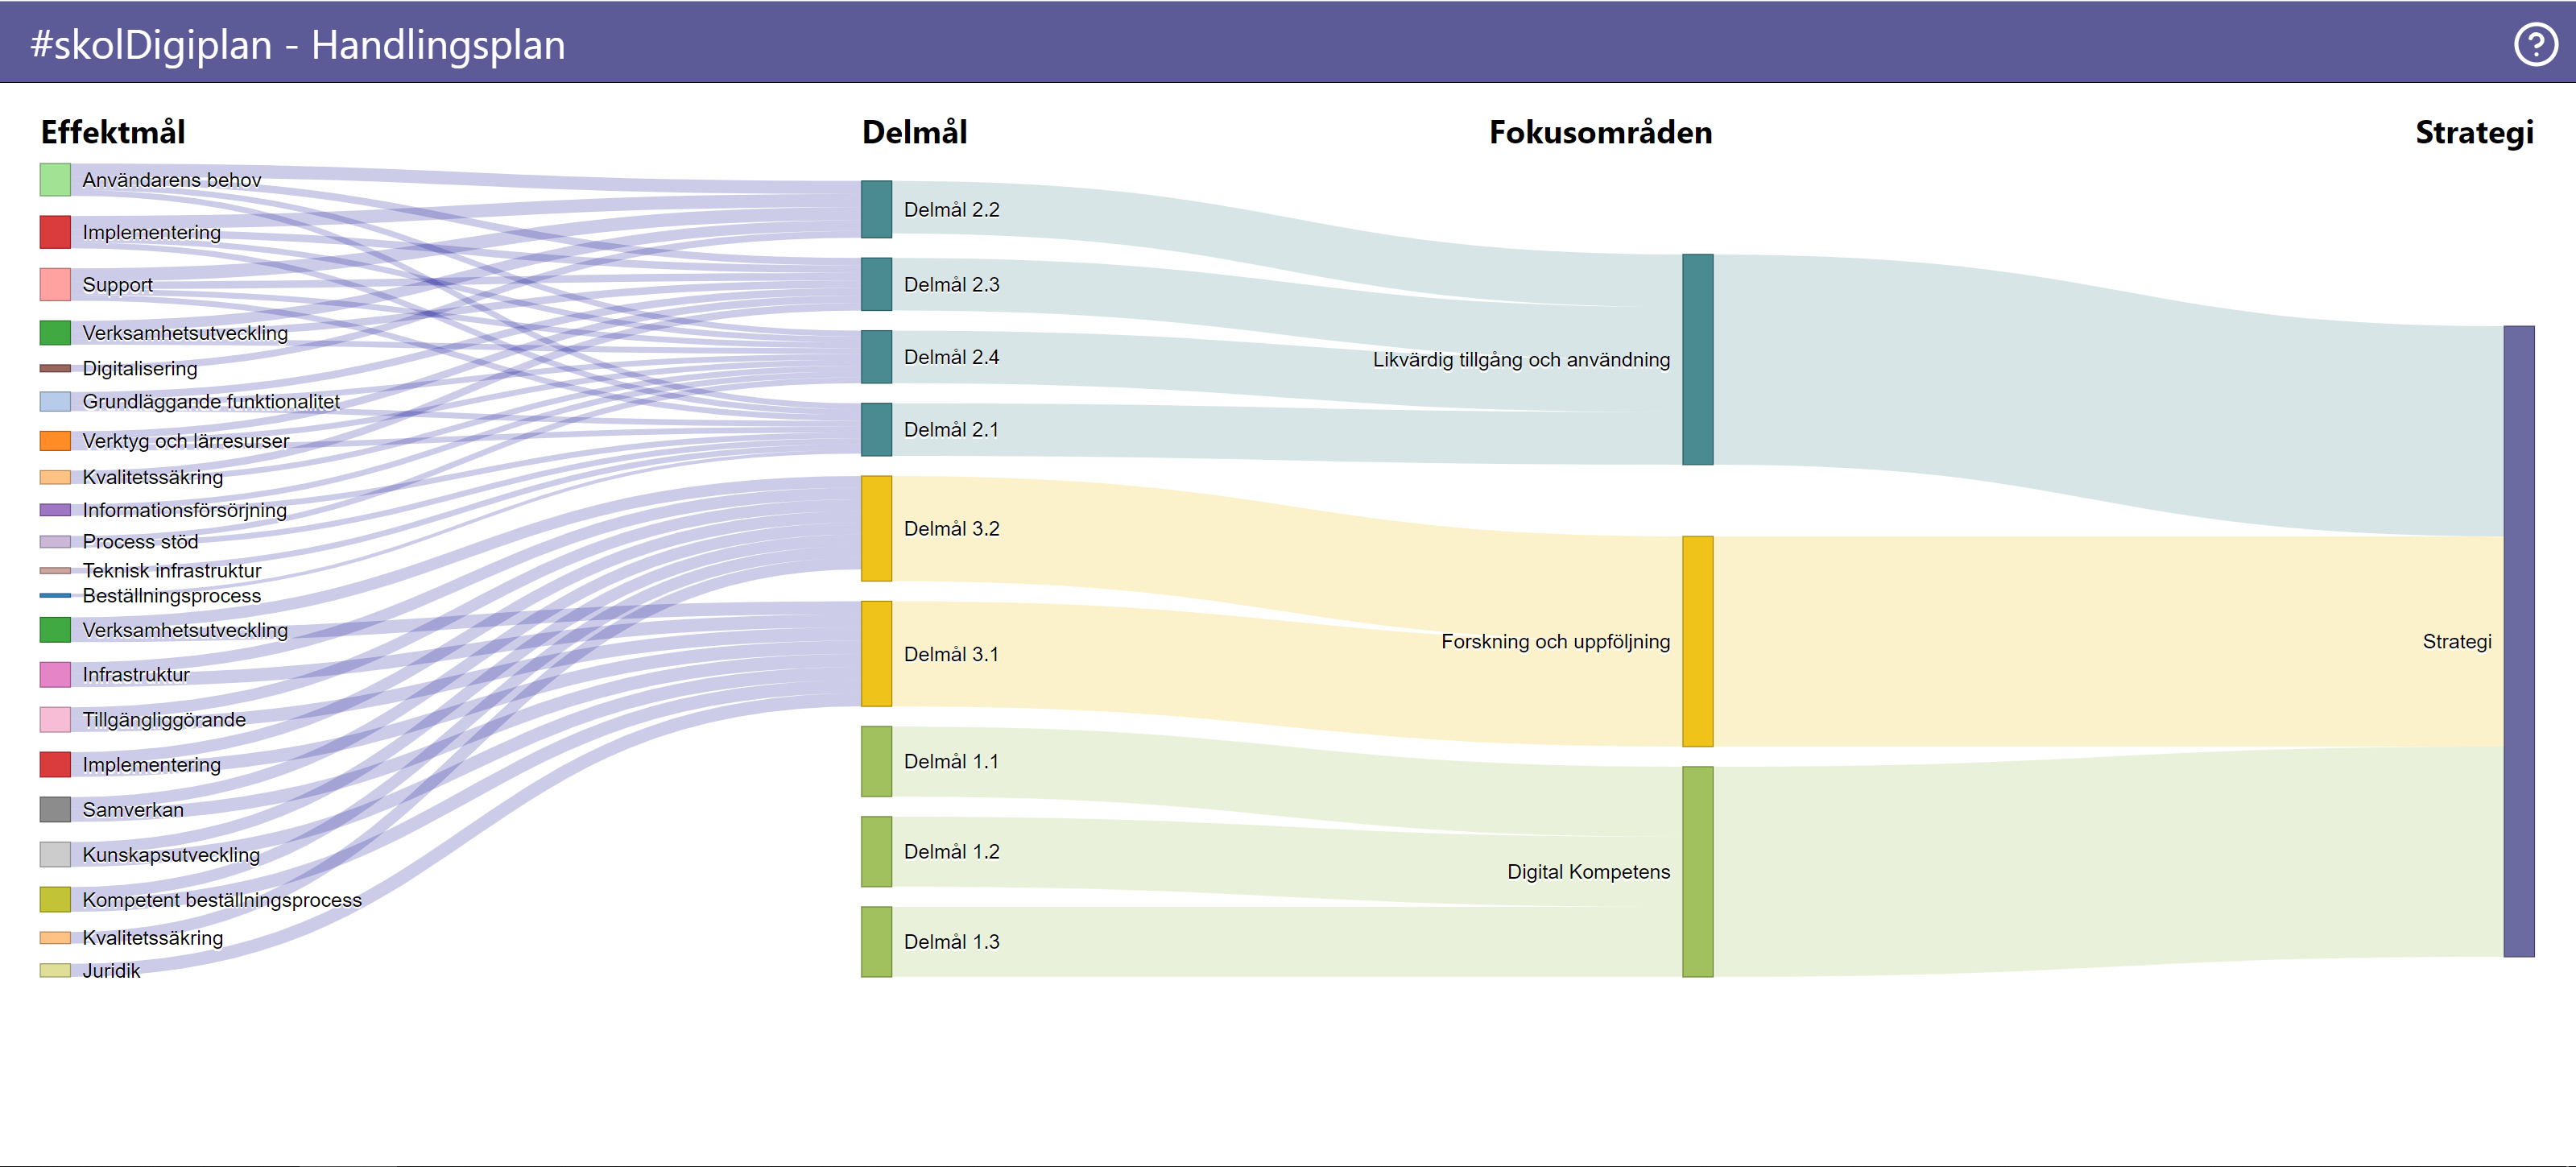 #skolDigiplan - Handlingsplan
Effektmål
Delmål
Fokusområden
Strategi
Användarens behov
Implementering
Support
Verksamhetsutveckling
Digitalisering
Grundläggande funktionalitet
Verktyg och lärresurser
Kvalitetssäkring
Informationsförsörjning
Process stöd
Teknisk infrastruktur
Beställningsprocess
Verksamhetsutveckling
Infrastruktur
Tillgängliggörande
Implementering
Samverkan
Kunskapsutveckling
Kompetent beställningsprocess
Kvalitetssäkring
Juridik
Delmål 2.2
Delmål 2.3
Delmål 2.4
Delmål 2.1
Delmål 3.2
Delmål 3.1
Delmål 1.1
Delmål 1.2
Delmål 1.3
Likvärdig tillgång och användning
Forskning och uppföljning
Digital Kompetens
Strategi